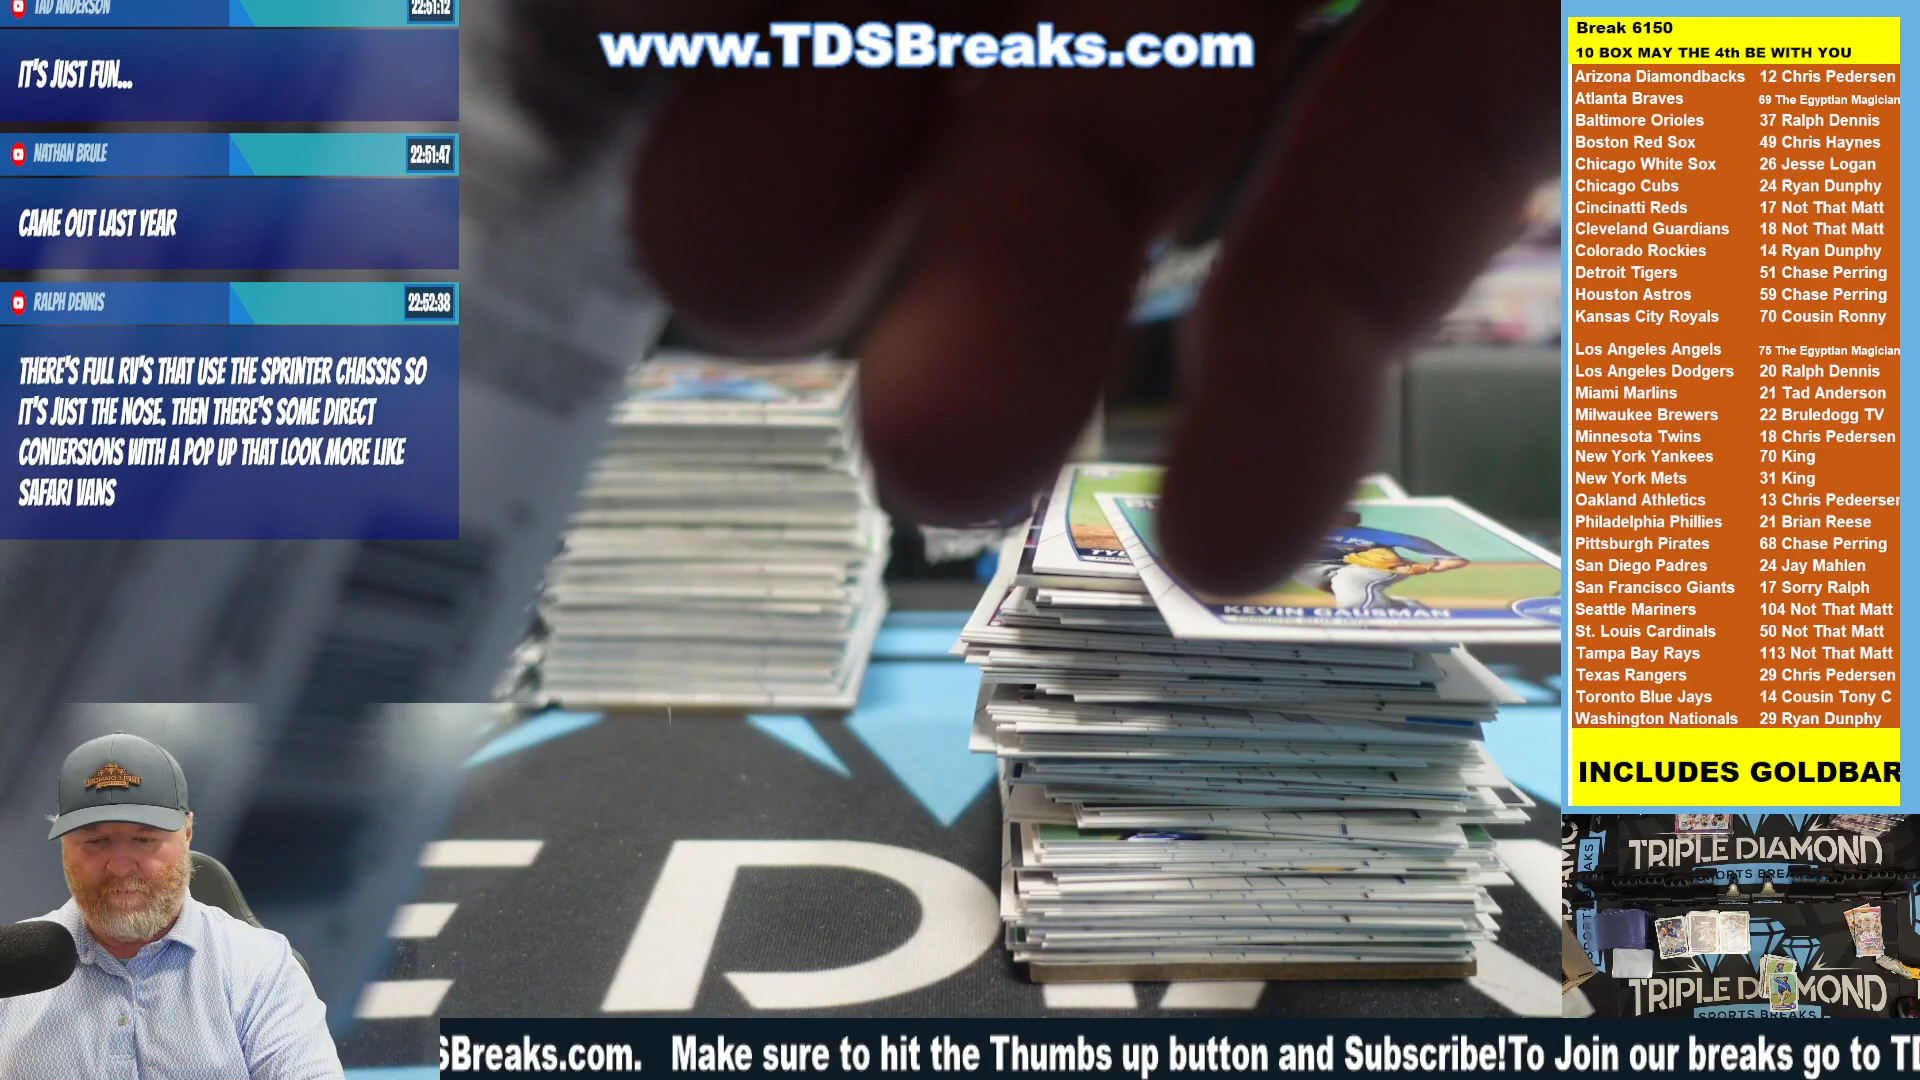 TAD ANDERSON
22:51:12
IT'S JUST FUN...
NATHAN BRULE
22:51:47
CAME OUT LAST YEAR
RALPH DENNIS
22:52:38
THERE'S FULL RV'S THAT USE THE SPRINTER CHASSIS SO
IT'S JUST THE NOSE. THEN THERE'S SOME DIRECT
CONVERSIONS WITH A POP UP THAT LOOK MORE LIKE
SAFARI VANS
www.TDSBreaks.com
KEVIN GAUSMAN
Break 6150
10 BOX MAY THE 4th BE WITH YOU
Arizona Diamondbacks 12 Chris Pedersen
Atlanta Braves 69 The Egyptian Magician
Baltimore Orioles 37 Ralph Dennis
Boston Red Sox 49 Chris Haynes
Chicago White Sox 26 Jesse Logan
Chicago Cubs 24 Ryan Dunphy
Cincinatti Reds 17 Not That Matt
Cleveland Guardians 18 Not That Matt
Colorado Rockies 14 Ryan Dunphy
Detroit Tigers 51 Chase Perring
Houston Astros 59 Chase Perring
Kansas City Royals 70 Cousin Ronny
Los Angeles Angels 75 The Egyptian Magician
Los Angeles Dodgers 20 Ralph Dennis
Miami Marlins 21 Tad Anderson
Milwaukee Brewers 22 Bruledogg TV
Minnesota Twins 18 Chris Pedersen
New York Yankees 70 King
New York Mets 31 King
Oakland Athletics 13 Chris Pedeerser
Philadelphia Phillies 21 Brian Reese
Pittsburgh Pirates 68 Chase Perring
San Diego Padres 24 Jay Mahlen
San Francisco Giants 17 Sorry Ralph
Seattle Mariners 104 Not That Matt
St. Louis Cardinals 50 Not That Matt
Tampa Bay Rays 113 Not That Matt
Texas Rangers 29 Chris Pedersen
Toronto Blue Jays 14 Cousin Tony C
Washington Nationals 29 Ryan Dunphy
INCLUDES GOLDBAR
TRIPLE DIAMOND
SPORTS BREAKS
TRIPLE DIAMOND
SPORTS BREAKS
SBreaks.com. Make sure to hit the Thumbs up button and Subscribe!To Join our breaks go to TD